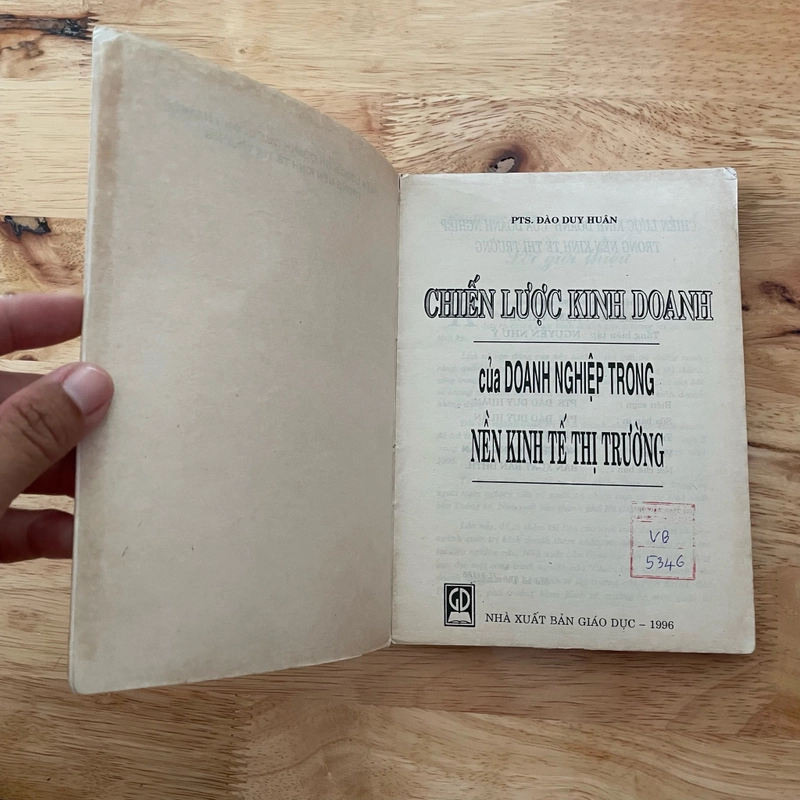 PTS. ĐÀO DUY HUÂN
CHIẾN LƯỢC KINH DOANH
của DOANH NGHIỆP TRONG
NỀN KINH TẾ THỊ TRƯỜNG
VB
5346
GD
NHÀ XUẤT BẢN GIÁO DỤC – 1996